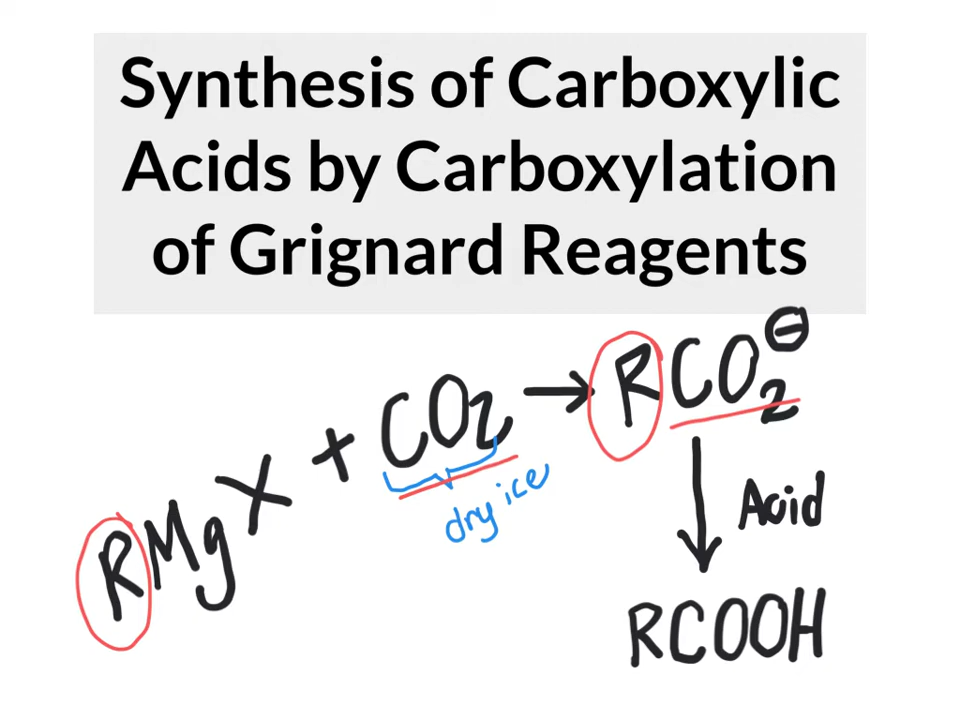 Synthesis of Carboxylic
Acids by Carboxylation
of Grignard Reagents
RMgX + CO2 → RCO2⊖
dry ice
Acid
RCOOH